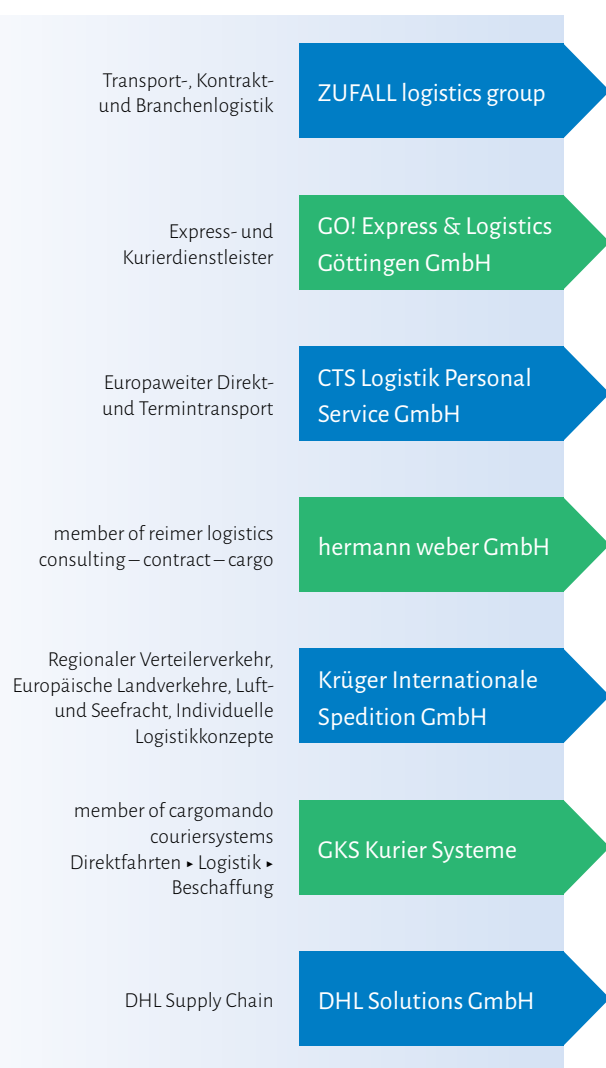 Transport-, Kontrakt-
und Branchenlogistik
ZUFALL logistics group
Express- und
Kurierdienstleister
GO! Express & Logistics
Göttingen GmbH
Europaweiter Direkt-
und Termintransport
CTS Logistik Personal
Service GmbH
member of reimer logistics
consulting – contract – cargo
hermann weber GmbH
Regionaler Verteilerverkehr,
Europäische Landverkehre, Luft-
und Seefracht, Individuelle
Logistikkonzepte
Krüger Internationale
Spedition GmbH
member of cargomando
couriersystems
Direktfahrten ▸ Logistik ▸
Beschaffung
GKS Kurier Systeme
DHL Supply Chain
DHL Solutions GmbH